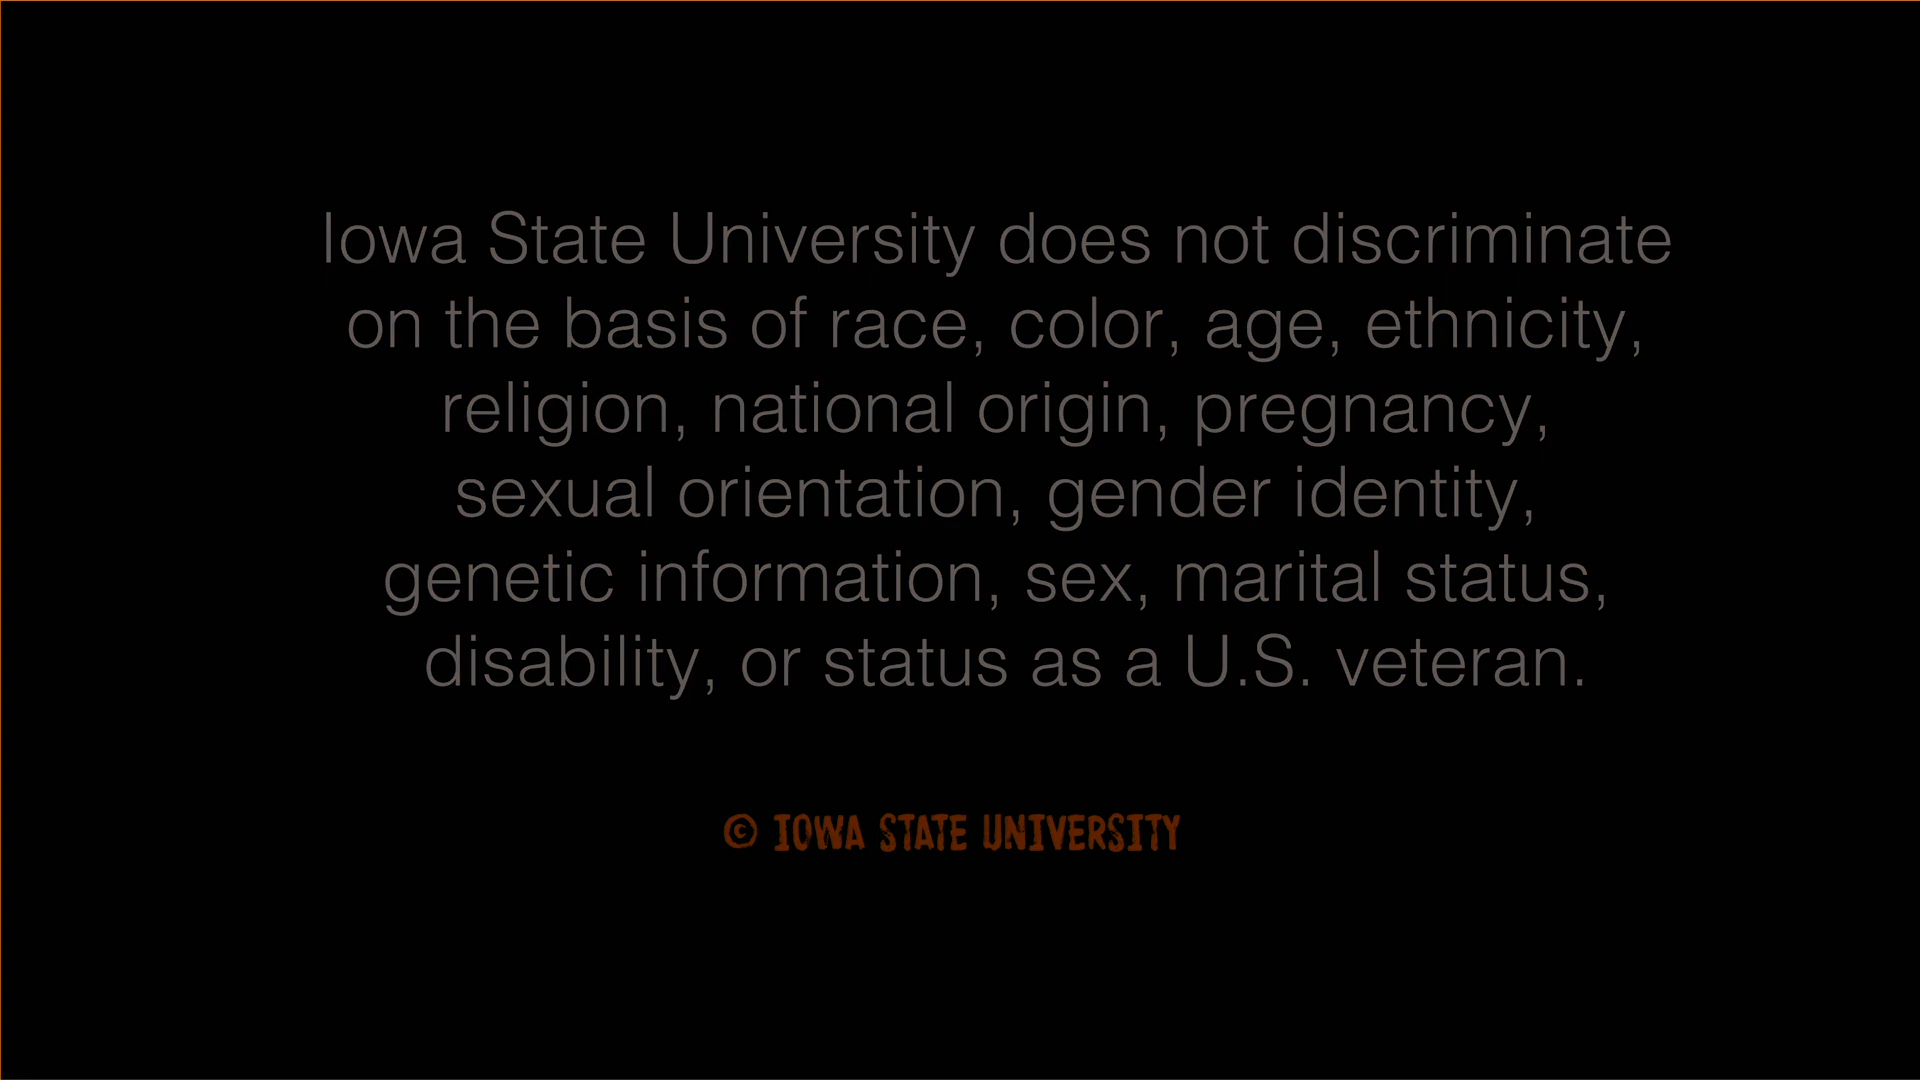 Iowa State University does not discriminate
on the basis of race, color, age, ethnicity,
religion, national origin, pregnancy,
sexual orientation, gender identity,
genetic information, sex, marital status,
disability, or status as a U.S. veteran.
© IOWA STATE UNIVERSITY